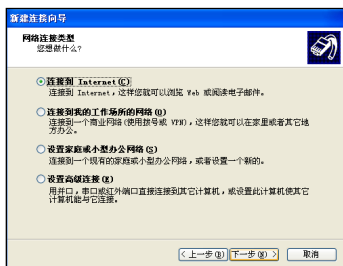 新建连接向导
网络连接类型
您想做什么?
连接到 Internet(C)
连接到 Internet,这样您就可以浏览 Web 或阅读电子邮件。
连接到我的工作场所的网络(O)
连接到一个商业网络(使用拨号或 VPN),这样您就可以在家里或者其它地
方办公。
设置家庭或小型办公网络(S)
连接到一个现有的家庭或小型办公网络,或者设置一个新的。
设置高级连接(E)
用并口,串口或红外端口直接连接到其它计算机,或设置此计算机使其它
计算机能与它连接。
<上一步(B) 下一步(N)> 取消